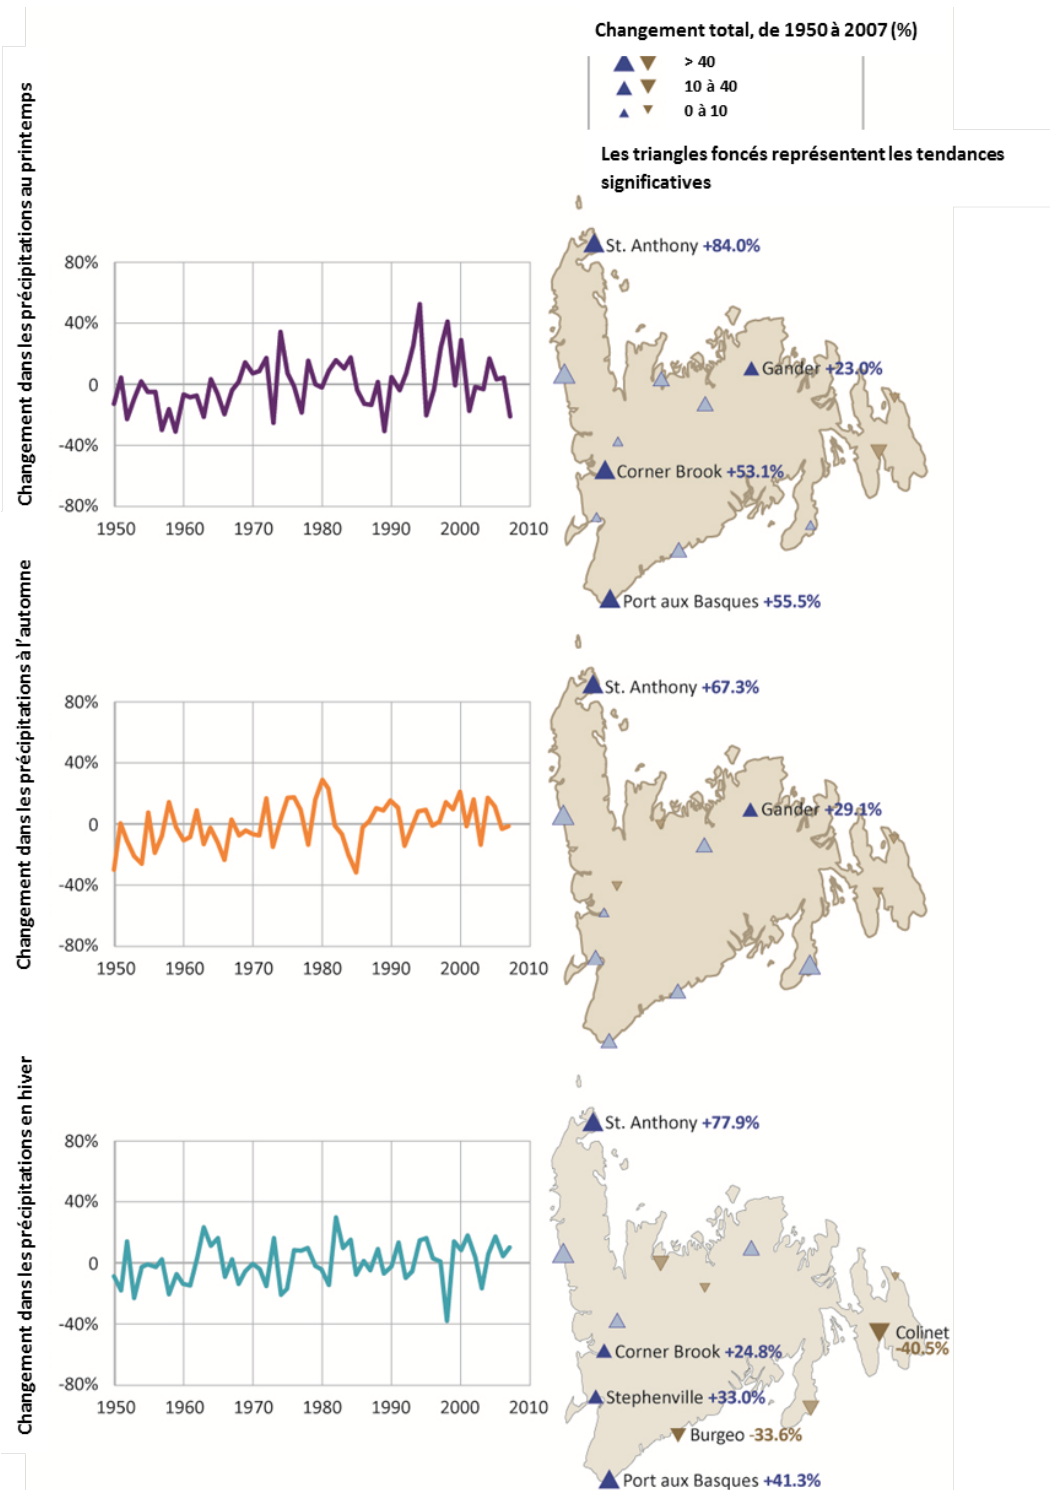 Changement total, de 1950 à 2007 (%)
> 40
10 à 40
0 à 10
Les triangles foncés représentent les tendances
significatives
Changement dans les précipitations au printemps
80%
40%
0
-40%
-80%
1950 1960 1970 1980 1990 2000 2010
St. Anthony +84.0%
Gander +23.0%
Corner Brook +53.1%
Port aux Basques +55.5%
Changement dans les précipitations à l'automne
80%
40%
0
-40%
-80%
1950 1960 1970 1980 1990 2000 2010
St. Anthony +67.3%
Gander +29.1%
Changement dans les précipitations en hiver
80%
40%
0
-40%
-80%
1950 1960 1970 1980 1990 2000 2010
St. Anthony +77.9%
Colinet
-40.5%
Corner Brook +24.8%
Stephenville +33.0%
Burgeo -33.6%
Port aux Basques +41.3%